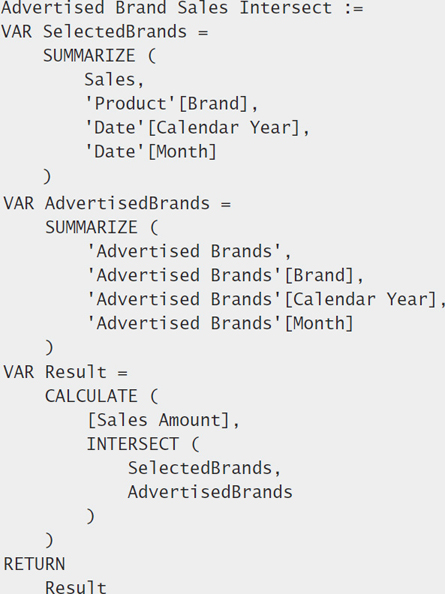 Advertised Brand Sales Intersect :=
VAR SelectedBrands =
    SUMMARIZE (
        Sales,
        'Product'[Brand],
        'Date'[Calendar Year],
        'Date'[Month]
    )
VAR AdvertisedBrands =
    SUMMARIZE (
        'Advertised Brands',
        'Advertised Brands'[Brand],
        'Advertised Brands'[Calendar Year],
        'Advertised Brands'[Month]
    )
VAR Result =
    CALCULATE (
        [Sales Amount],
        INTERSECT (
            SelectedBrands,
            AdvertisedBrands
        )
    )
RETURN
    Result